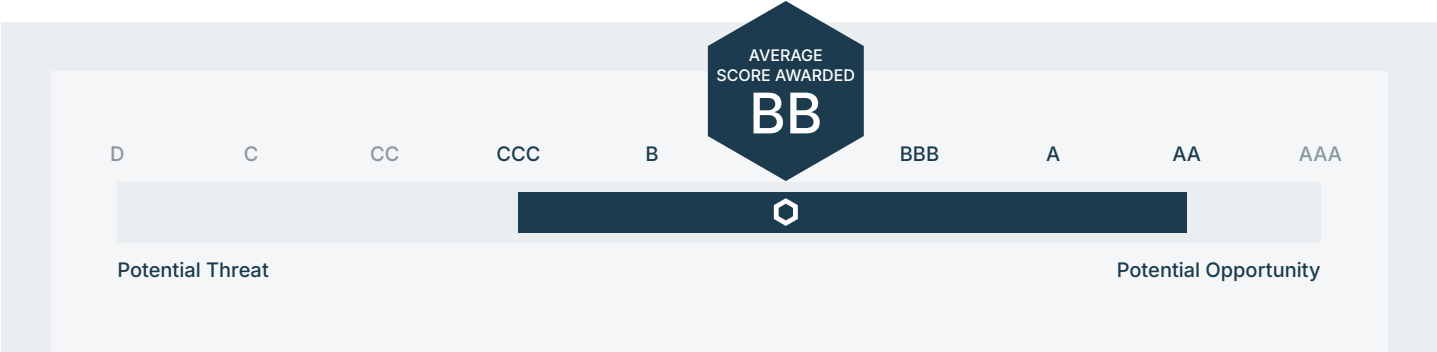 AVERAGE
SCORE AWARDED
BB
D C CC CCC B BBB A AA AAA
Potential Threat Potential Opportunity